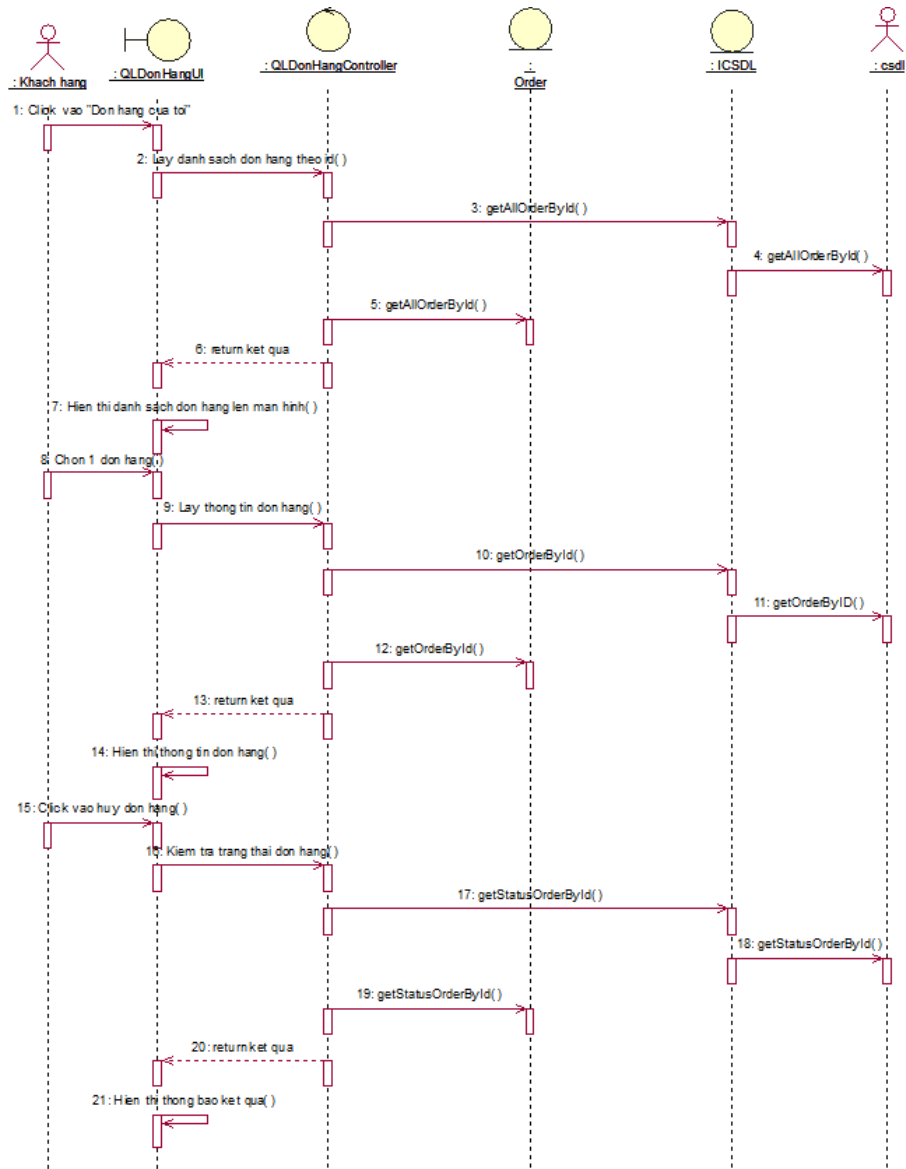 : Khach hang
: QLDonHangUI
: QLDonHangController
:
Order
: ICSDL
: csdl
1: Click vao "Don hang cua toi"
2: Lay danh sach don hang theo id( )
3: getAllOrderById( )
4: getAllOrderById( )
5: getAllOrderById( )
6: return ket qua
7: Hien thi danh sach don hang len man hinh( )
8: Chon 1 don hang( )
9: Lay thong tin don hang( )
10: getOrderById( )
11: getOrderByID( )
12: getOrderById( )
13: return ket qua
14: Hien thi thong tin don hang( )
15: Click vao huy don hang( )
16: Kiem tra trang thai don hang( )
17: getStatusOrderById( )
18: getStatusOrderById( )
19: getStatusOrderById( )
20: return ket qua
21: Hien thi thong bao ket qua( )